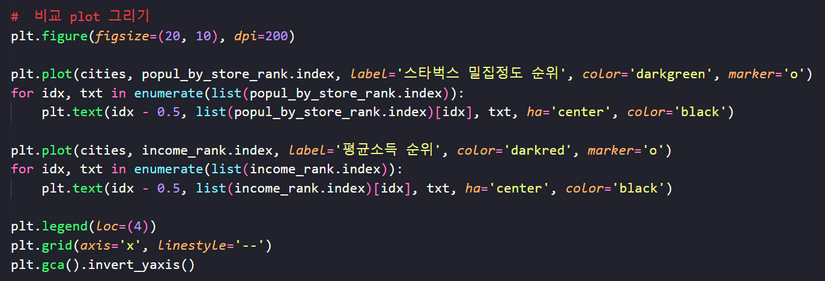 #  비교 plot 그리기
plt.figure(figsize=(20, 10), dpi=200)

plt.plot(cities, popul_by_store_rank.index, label='스타벅스 밀집정도 순위', color='darkgreen', marker='o')
for idx, txt in enumerate(list(popul_by_store_rank.index)):
    plt.text(idx - 0.5, list(popul_by_store_rank.index)[idx], txt, ha='center', color='black')

plt.plot(cities, income_rank.index, label='평균소득 순위', color='darkred', marker='o')
for idx, txt in enumerate(list(income_rank.index)):
    plt.text(idx - 0.5, list(income_rank.index)[idx], txt, ha='center', color='black')

plt.legend(loc=(4))
plt.grid(axis='x', linestyle='--')
plt.gca().invert_yaxis()